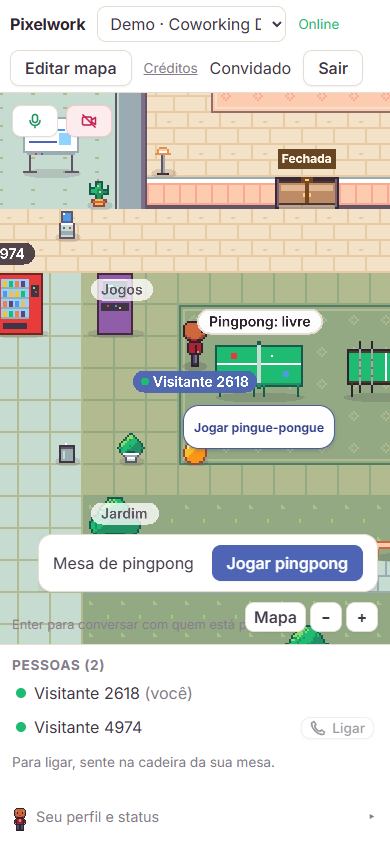 Pixelwork Demo · Coworking D Online
Editar mapa Créditos Convidado Sair
Fechada
974
Jogos
Pingpong: livre
Visitante 2618
Jogar pingue-pongue
Jardim
Mesa de pingpong Jogar pingpong
Enter para conversar com quem está p
Mapa - +
PESSOAS (2)
Visitante 2618 (você)
Visitante 4974 Ligar
Para ligar, sente na cadeira da sua mesa.
Seu perfil e status